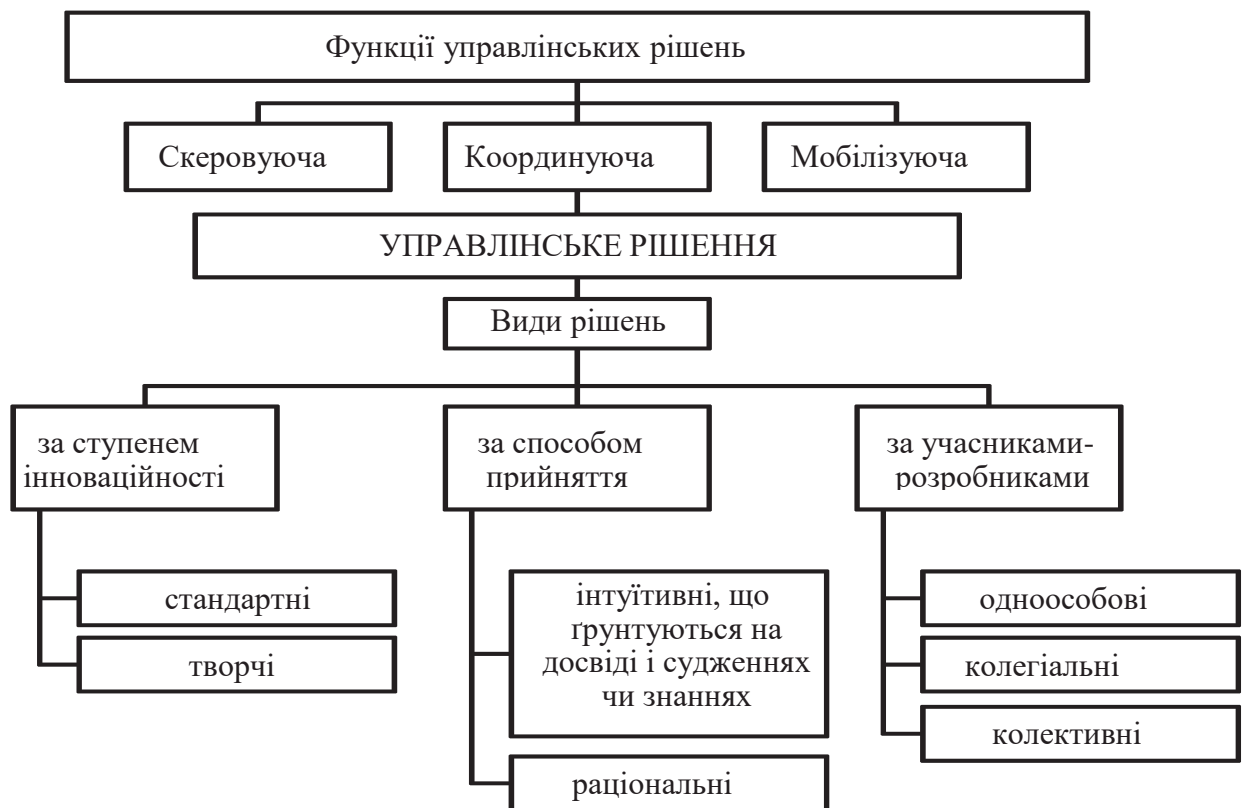 Функції управлінських рішень
Скеровуюча
Координуюча
Мобілізуюча
УПРАВЛІНСЬКЕ РІШЕННЯ
Види рішень
за ступенем
інноваційності
за способом
прийняття
за учасниками-
розробниками
стандартні
творчі
інтуїтивні, що
ґрунтуються на
досвіді і судженнях
чи знаннях
раціональні
одноособові
колегіальні
колективні